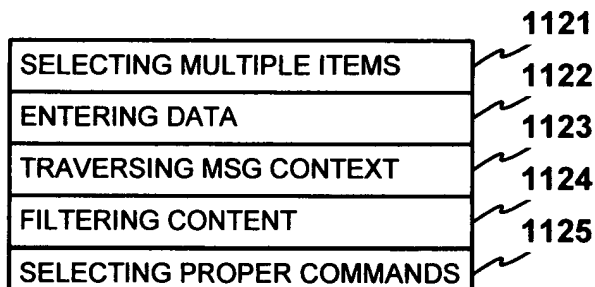 1121
SELECTING MULTIPLE ITEMS
1122
ENTERING DATA
1123
TRAVERSING MSG CONTEXT
1124
FILTERING CONTENT
1125
SELECTING PROPER COMMANDS